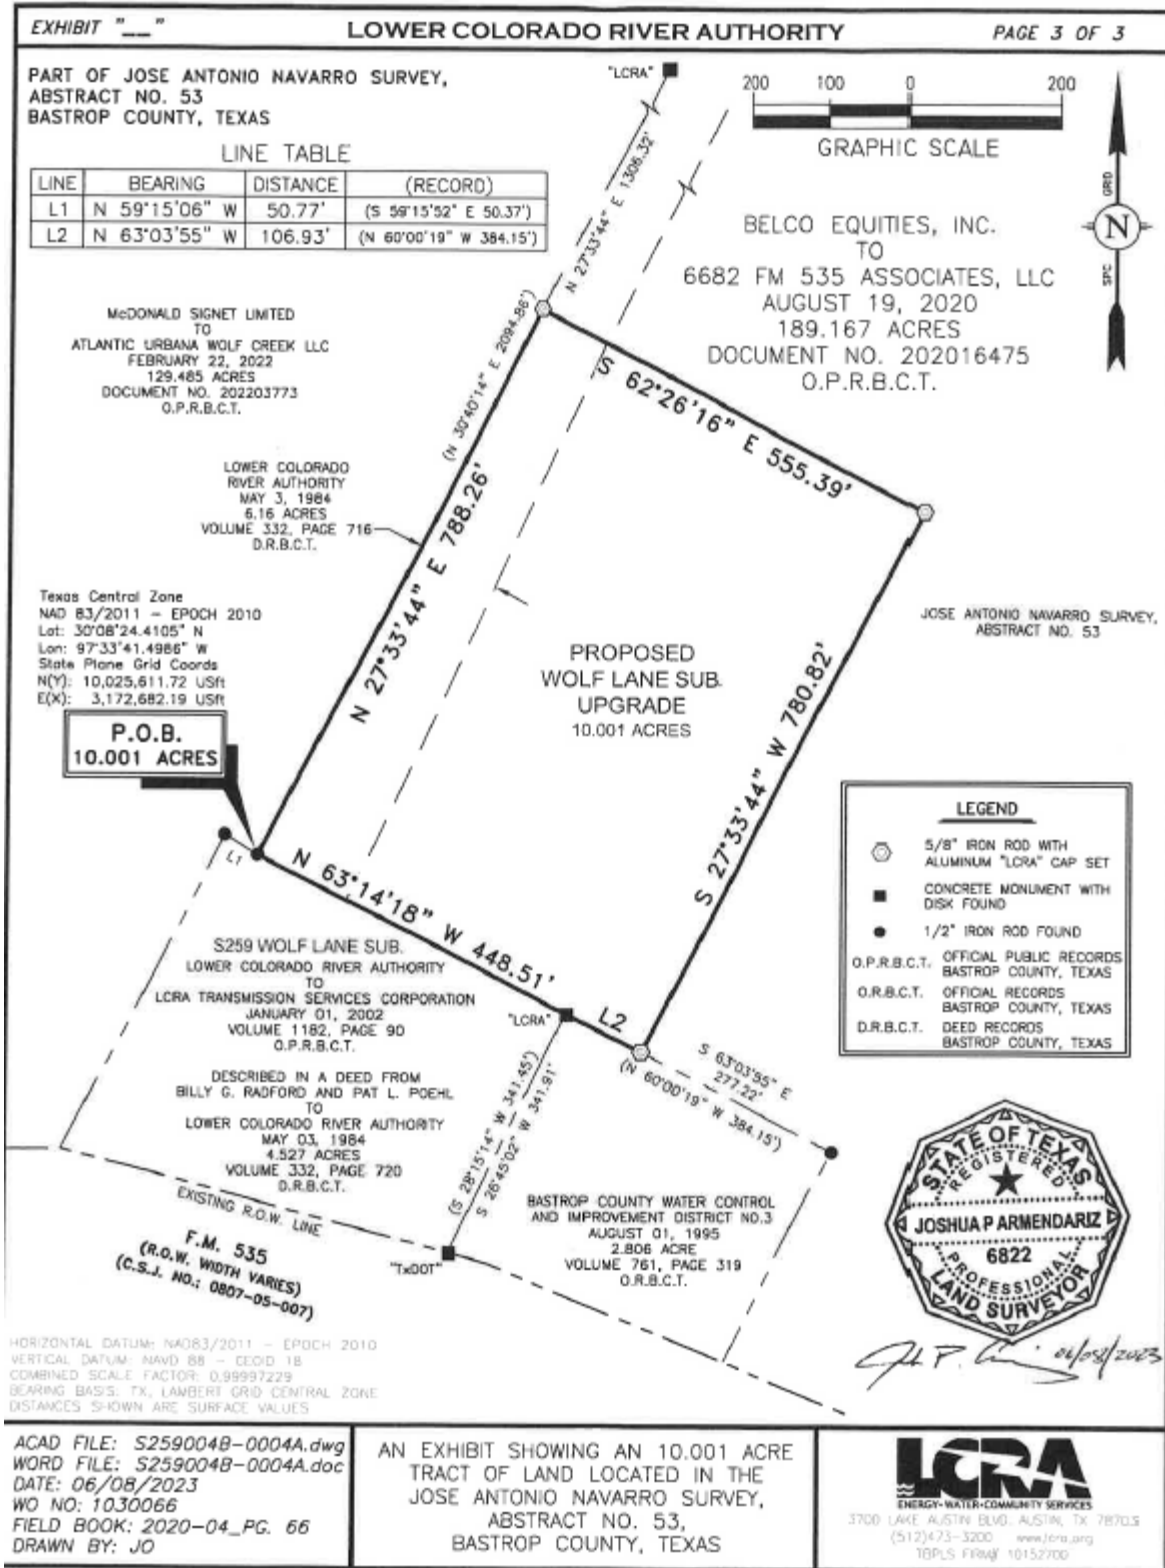 EXHIBIT "__"
LOWER COLORADO RIVER AUTHORITY
PAGE 3 OF 3
PART OF JOSE ANTONIO NAVARRO SURVEY,
ABSTRACT NO. 53
BASTROP COUNTY, TEXAS
LINE TABLE
LINE BEARING DISTANCE (RECORD)
L1 N 59°15'06" W 50.77' (S 59°15'52" E 50.37')
L2 N 63°03'55" W 106.93' (N 60°00'19" W 384.15')
"LCRA"
N 27°33'44" E 1306.32'
200 100 0 200
GRAPHIC SCALE
GRID
N
SPC
BELCO EQUITIES, INC.
TO
6682 FM 535 ASSOCIATES, LLC
AUGUST 19, 2020
189.167 ACRES
DOCUMENT NO. 202016475
O.P.R.B.C.T.
McDONALD SIGNET LIMITED
TO
ATLANTIC URBANA WOLF CREEK LLC
FEBRUARY 22, 2022
129.485 ACRES
DOCUMENT NO. 202203773
O.P.R.B.C.T.
(N 30°40'14" E 2094.86')
S 62°26'16" E 555.39'
LOWER COLORADO
RIVER AUTHORITY
MAY 3, 1984
6.16 ACRES
VOLUME 332, PAGE 716
D.R.B.C.T.
N 27°33'44" E 788.26'
Texas Central Zone
NAD 83/2011 - EPOCH 2010
Lat: 30°08'24.4105" N
Lon: 97°33'41.4986" W
State Plane Grid Coords
N(Y): 10,025,611.72 USft
E(X): 3,172,682.19 USft
P.O.B.
10.001 ACRES
JOSE ANTONIO NAVARRO SURVEY,
ABSTRACT NO. 53
PROPOSED
WOLF LANE SUB.
UPGRADE
10.001 ACRES
S 27°33'44" W 780.82'
LEGEND
5/8" IRON ROD WITH
ALUMINUM "LCRA" CAP SET
CONCRETE MONUMENT WITH
DISK FOUND
1/2" IRON ROD FOUND
O.P.R.B.C.T. OFFICIAL PUBLIC RECORDS
BASTROP COUNTY, TEXAS
O.R.B.C.T. OFFICIAL RECORDS
BASTROP COUNTY, TEXAS
D.R.B.C.T. DEED RECORDS
BASTROP COUNTY, TEXAS
L1
N 63°14'18" W 448.51'
S259 WOLF LANE SUB.
LOWER COLORADO RIVER AUTHORITY
TO
LCRA TRANSMISSION SERVICES CORPORATION
JANUARY 01, 2002
VOLUME 1182, PAGE 90
O.P.R.B.C.T.
DESCRIBED IN A DEED FROM
BILLY G. RADFORD AND PAT L. POEHL
TO
LOWER COLORADO RIVER AUTHORITY
MAY 03, 1984
4.527 ACRES
VOLUME 332, PAGE 720
D.R.B.C.T.
"LCRA"
L2
S 63°03'55" E
277.22'
(N 60°00'19" W 384.15')
(S 28°15'14" W 341.45')
S 26°45'02" W 341.91'
EXISTING R.O.W. LINE
F.M. 535
(R.O.W. WIDTH VARIES)
(C.S.J. NO.: 0807-05-007)
"TxDOT"
BASTROP COUNTY WATER CONTROL
AND IMPROVEMENT DISTRICT NO.3
AUGUST 01, 1995
2.806 ACRE
VOLUME 761, PAGE 319
O.R.B.C.T.
STATE OF TEXAS
REGISTERED
JOSHUA P ARMENDARIZ
6822
PROFESSIONAL
LAND SURVEYOR
06/08/2023
HORIZONTAL DATUM: NAD83/2011 - EPOCH 2010
VERTICAL DATUM: NAVD 88 - GEOID 18
COMBINED SCALE FACTOR: 0.99997229
BEARING BASIS: TX, LAMBERT GRID CENTRAL ZONE
DISTANCES SHOWN ARE SURFACE VALUES
ACAD FILE: S259004B-0004A.dwg
WORD FILE: S259004B-0004A.doc
DATE: 06/08/2023
WO NO: 1030066
FIELD BOOK: 2020-04_PG. 66
DRAWN BY: JO
AN EXHIBIT SHOWING AN 10.001 ACRE
TRACT OF LAND LOCATED IN THE
JOSE ANTONIO NAVARRO SURVEY,
ABSTRACT NO. 53,
BASTROP COUNTY, TEXAS
LCRA
ENERGY•WATER•COMMUNITY SERVICES
3700 LAKE AUSTIN BLVD. AUSTIN, TX 78703
(512)473-3200 www.lcra.org
TBPLS FIRM# 10152700